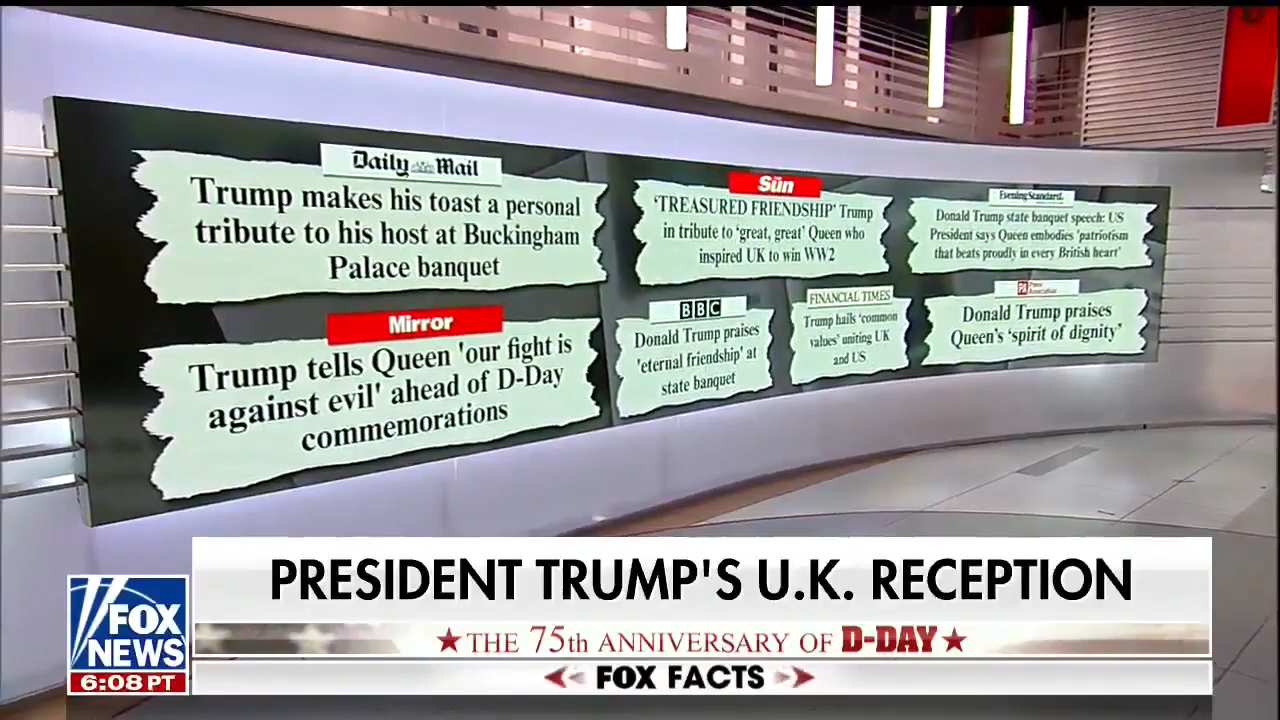 Daily Mail
Trump makes his toast a personal
tribute to his host at Buckingham
Palace banquet
Sün
'TREASURED FRIENDSHIP' Trump
in tribute to 'great, great' Queen who
inspired UK to win WW2
Evening Standard.
Donald Trump state banquet speech: US
President says Queen embodies 'patriotism
that beats proudly in every British heart'
Mirror
Trump tells Queen 'our fight is
against evil' ahead of D-Day
commemorations
BBC
Donald Trump praises
'eternal friendship' at
state banquet
FINANCIAL TIMES
Trump hails 'common
values' uniting UK
and US
PA Press
Association
Donald Trump praises
Queen's 'spirit of dignity'
PRESIDENT TRUMP'S U.K. RECEPTION
★THE 75th ANNIVERSARY OF D-DAY★
FOX FACTS
FOX
NEWS
6:08 PT